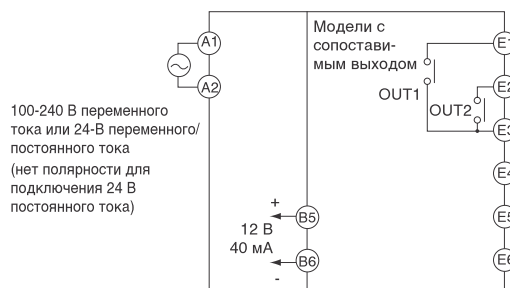 A1
A2
100-240 В переменного
тока или 24-В переменного/
постоянного тока
(нет полярности для
подключения 24 В
постоянного тока)
Модели с
сопостави-
мым выходом
OUT1
OUT2
+
B5
12 В
40 мА
B6
-
E1
E2
E3
E4
E5
E6